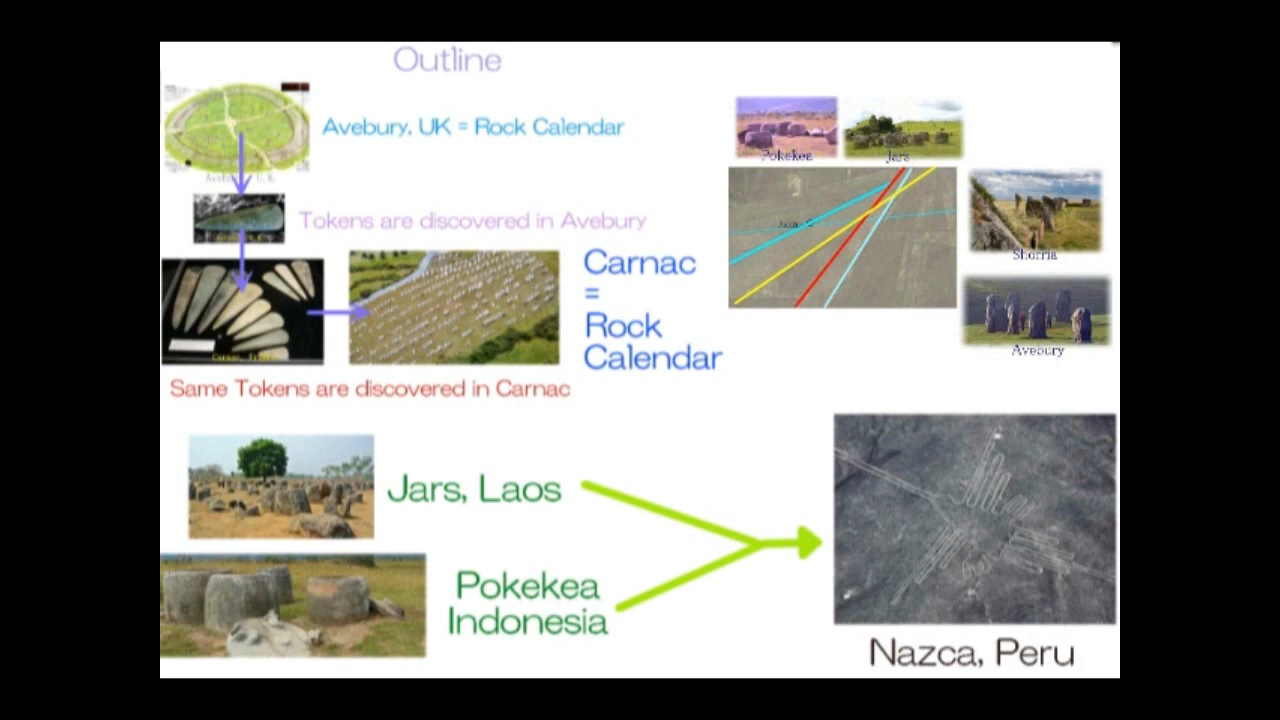 Outline
Avebury, UK = Rock Calendar
Tokens are discovered in Avebury
Carnac
=
Rock
Calendar
Same Tokens are discovered in Carnac
Pokekea
Jars
Avebury
Jars, Laos
Pokekea
Indonesia
Nazca, Peru